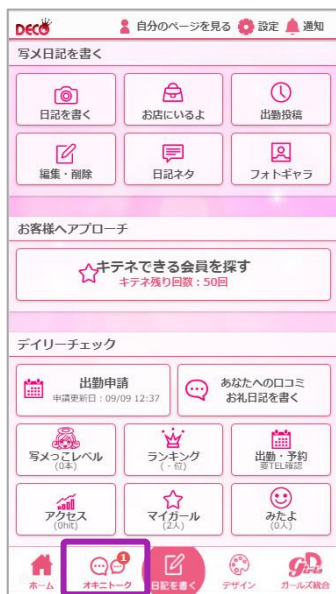 DECO 自分のページを見る 設定 通知
写メ日記を書く
日記を書く お店にいるよ 出勤投稿
編集・削除 日記ネタ フォトギャラ
お客様へアプローチ
キテネできる会員を探す
キテネ残り回数：50回
デイリーチェック
出勤申請
申請更新日：09/09 12:37
あなたへの口コミ
お礼日記を書く
写メっこレベル ランキング 出勤・予約
(0本) (-位) 要TEL確認
アクセス マイガール みたよ
(0hit) (2人) (0人)
1
ホーム オキニトーク 日記を書く デザイン ガールズ統合